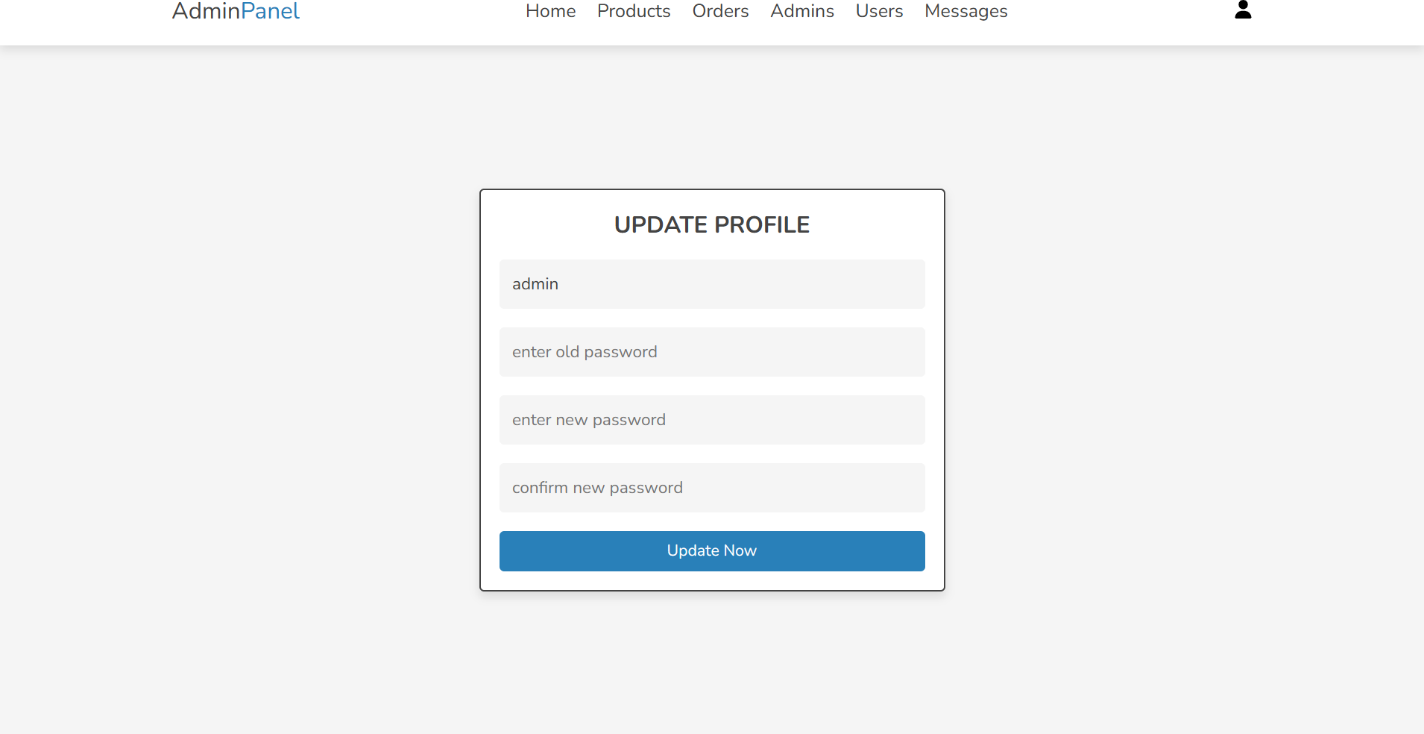 AdminPanel Home Products Orders Admins Users Messages
UPDATE PROFILE
admin
enter old password
enter new password
confirm new password
Update Now